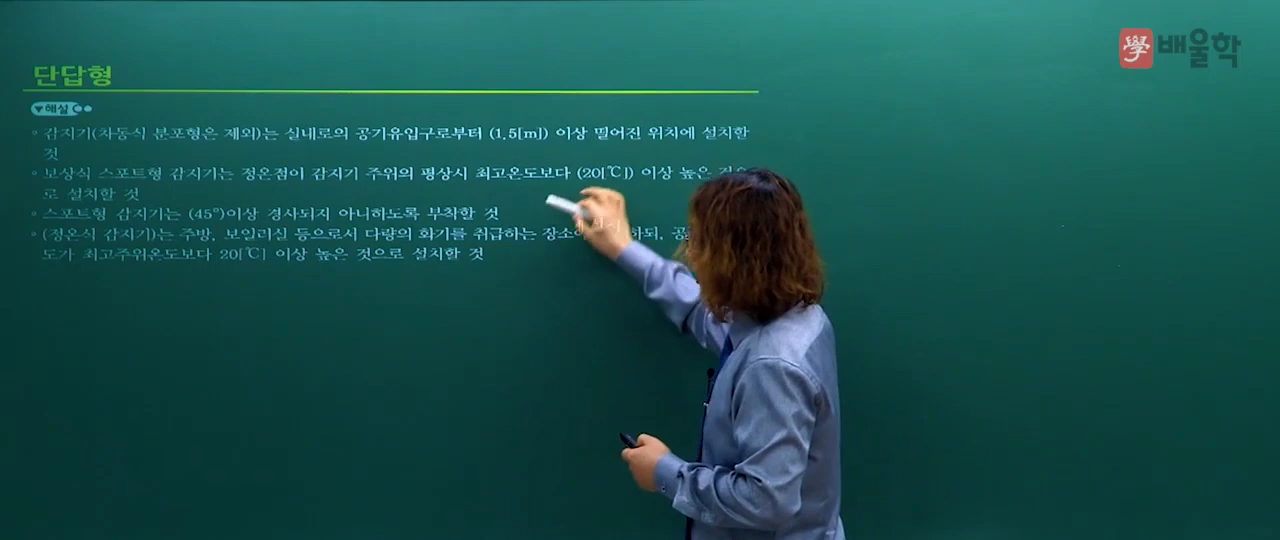 學 배울학
단답형
▼해설
◦ 감지기(차동식 분포형은 제외)는 실내로의 공기유입구로부터 (1.5[m]) 이상 떨어진 위치에 설치할
것
◦ 보상식 스포트형 감지기는 정온점이 감지기 주위의 평상시 최고온도보다 (20[℃]) 이상 높은
로 설치할 것
◦ 스포트형 감지기는 (45°)이상 경사되지 아니하도록 부착할 것
◦ (정온식 감지기)는 주방, 보일러실 등으로서 다량의 화기를 취급하는
도가 최고주위온도보다 20[℃] 이상 높은 것으로 설치할 것